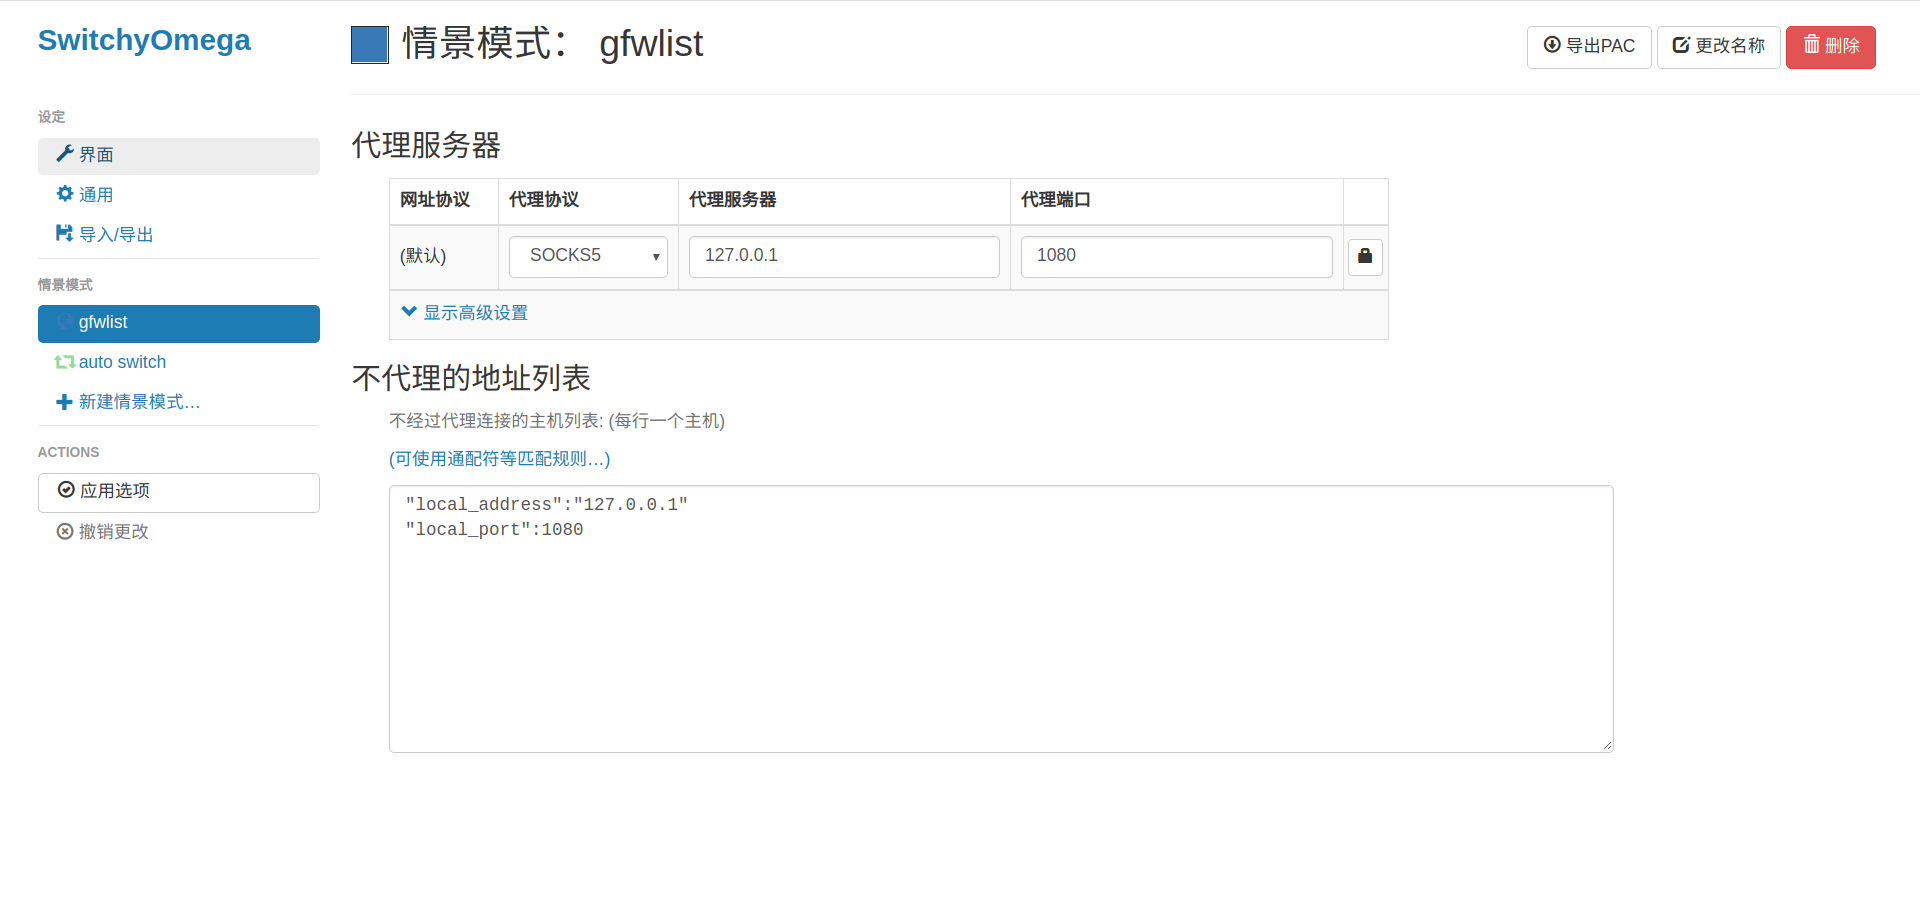 SwitchyOmega
设定
界面
通用
导入/导出
情景模式
gfwlist
auto switch
新建情景模式…
ACTIONS
应用选项
撤销更改
情景模式： gfwlist
导出PAC 更改名称 删除
代理服务器
网址协议 代理协议 代理服务器 代理端口
(默认) SOCKS5 127.0.0.1 1080
显示高级设置
不代理的地址列表
不经过代理连接的主机列表: (每行一个主机)
(可使用通配符等匹配规则…)
"local_address":"127.0.0.1"
"local_port":1080